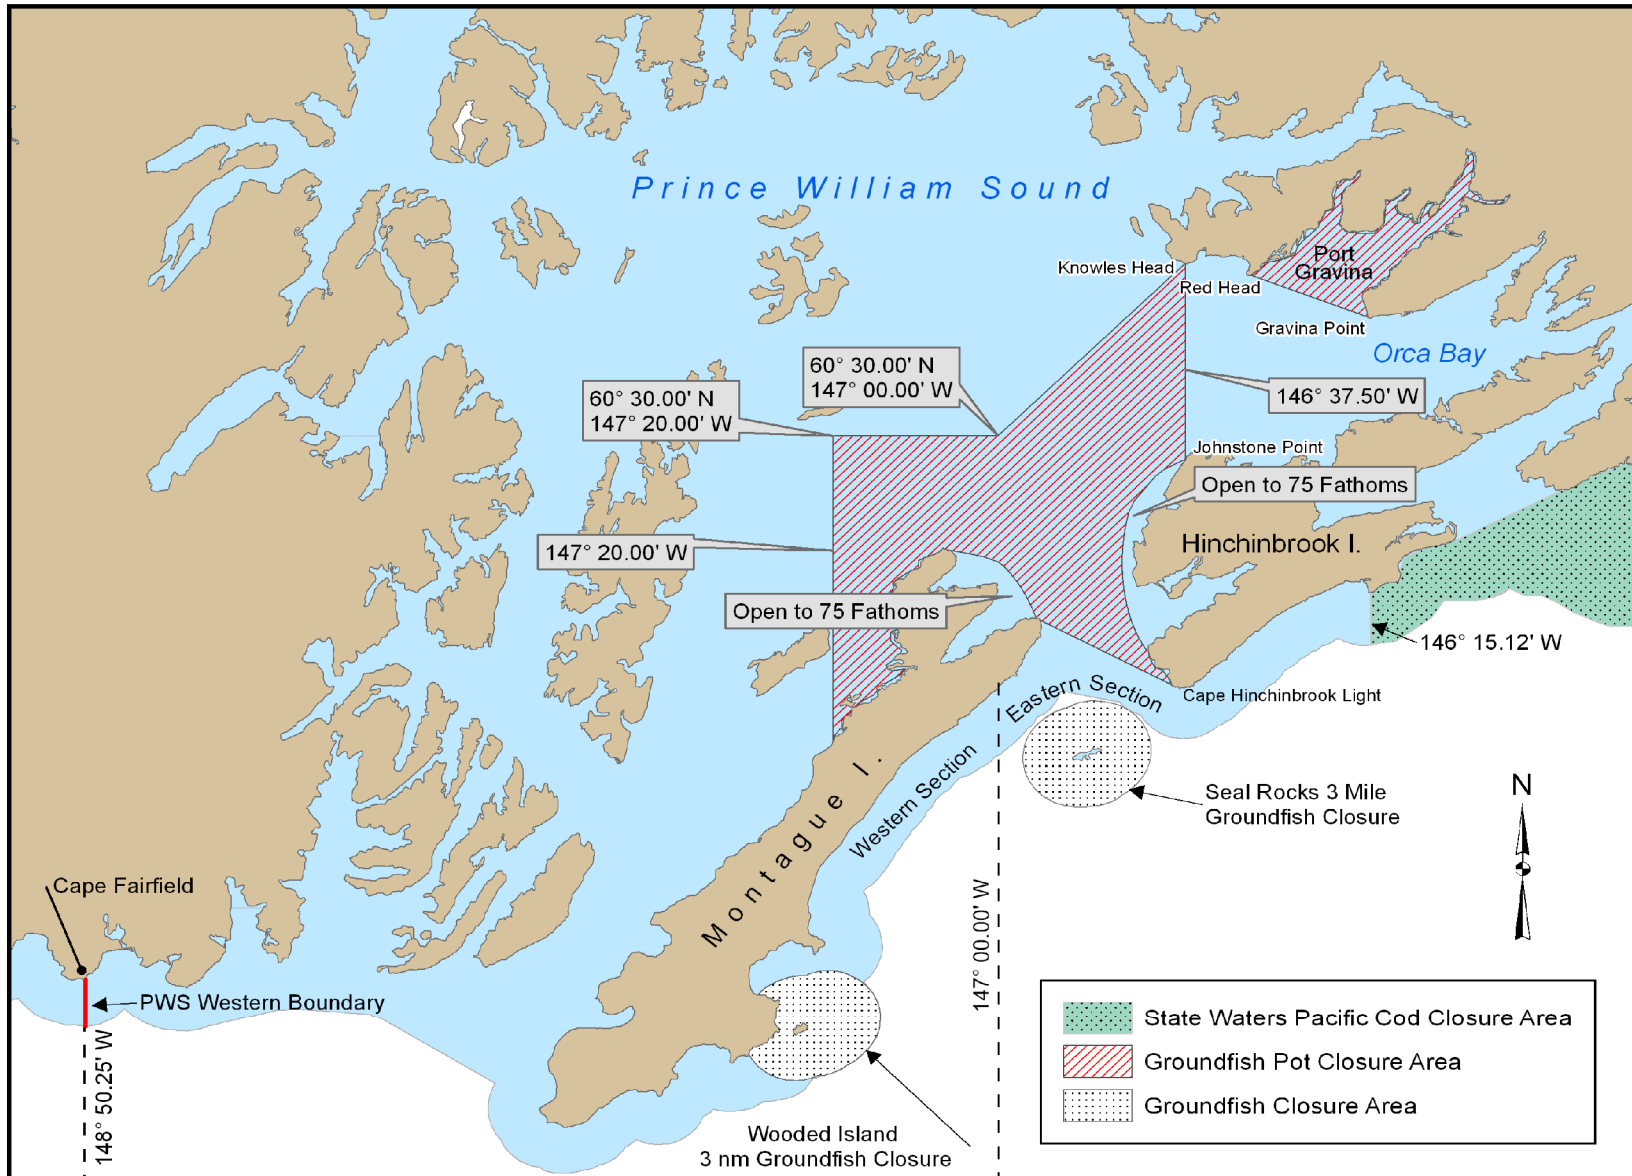 Prince William Sound
Port
Gravina
Knowles Head
Red Head
Gravina Point
Orca Bay
60° 30.00' N
147° 00.00' W
60° 30.00' N
147° 20.00' W
146° 37.50' W
Johnstone Point
Open to 75 Fathoms
Hinchinbrook I.
147° 20.00' W
Open to 75 Fathoms
146° 15.12' W
Cape Hinchinbrook Light
Eastern Section
Western Section
Montague I.
Seal Rocks 3 Mile
Groundfish Closure
N
Cape Fairfield
PWS Western Boundary
148° 50.25' W
147° 00.00' W
Wooded Island
3 nm Groundfish Closure
State Waters Pacific Cod Closure Area
Groundfish Pot Closure Area
Groundfish Closure Area